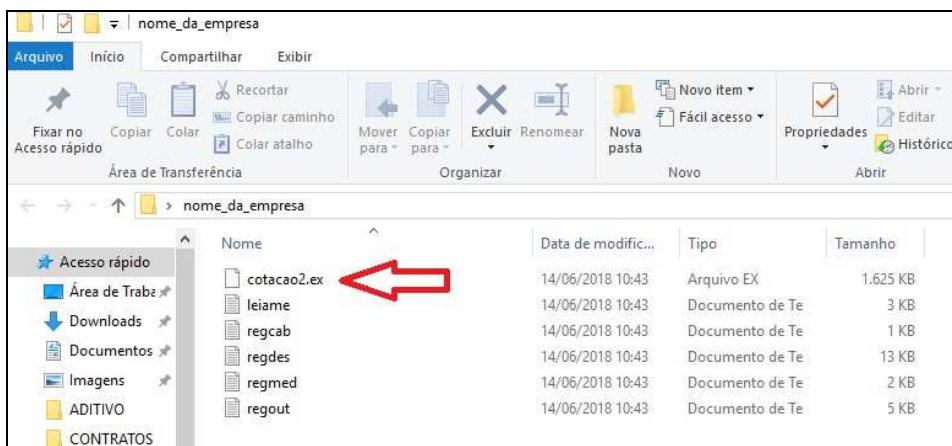 nome_da_empresa
Arquivo Início Compartilhar Exibir
Fixar no Acesso rápido
Copiar
Colar
Recortar
Copiar caminho
Colar atalho
Área de Transferência
Mover para
Copiar para
Excluir
Renomear
Organizar
Nova pasta
Novo item
Fácil acesso
Novo
Propriedades
Abrir
Editar
Histórico
Abrir
nome_da_empresa
Acesso rápido
Área de Traba
Downloads
Documentos
Imagens
ADITIVO
CONTRATOS
Nome Data de modific... Tipo Tamanho
cotacao2.ex 14/06/2018 10:43 Arquivo EX 1.625 KB
leiame 14/06/2018 10:43 Documento de Te 3 KB
regcab 14/06/2018 10:43 Documento de Te 1 KB
regdes 14/06/2018 10:43 Documento de Te 13 KB
regmed 14/06/2018 10:43 Documento de Te 2 KB
regout 14/06/2018 10:43 Documento de Te 5 KB